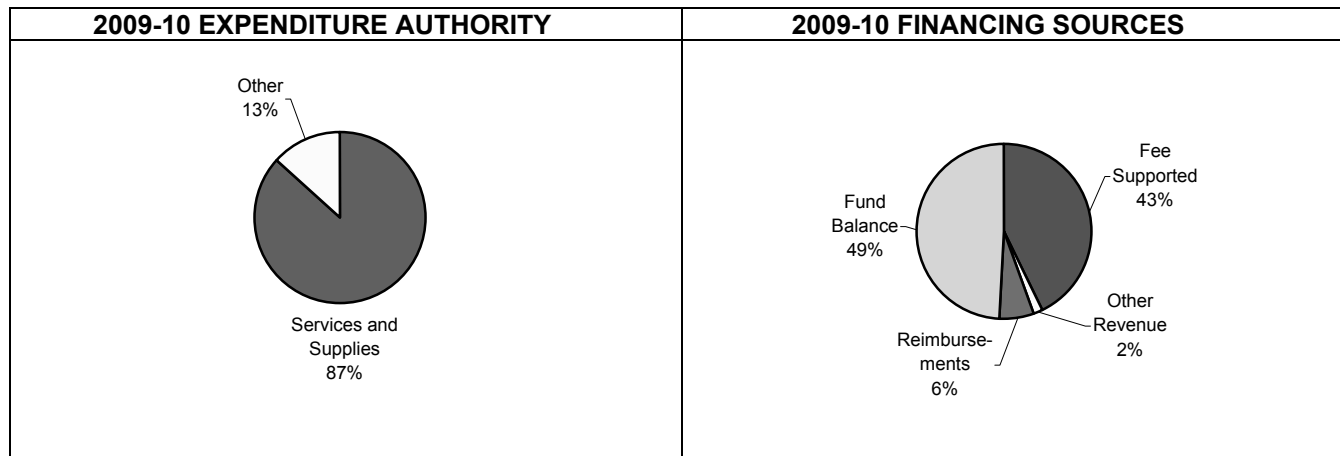 2009-10 EXPENDITURE AUTHORITY
Other
13%
Services and
Supplies
87%
2009-10 FINANCING SOURCES
Fee
Supported
43%
Fund
Balance
49%
Other
Revenue
2%
Reimburse-
ments
6%